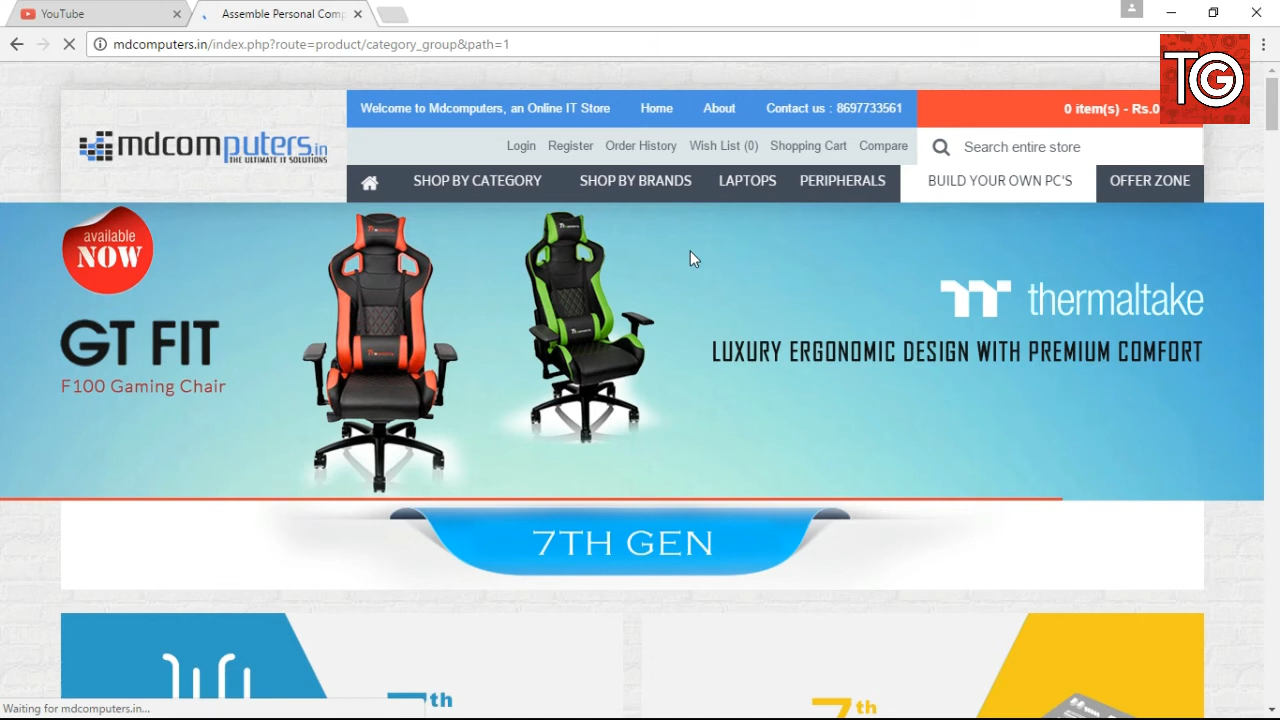 YouTube
Assemble Personal Comp
mdcomputers.in/index.php?route=product/category_group&path=1
TG
Welcome to Mdcomputers, an Online IT Store Home About Contact us : 8697733561 0 item(s) - Rs.0
mdcomputers.in
THE ULTIMATE IT SOLUTIONS
Login Register Order History Wish List (0) Shopping Cart Compare Search entire store
SHOP BY CATEGORY SHOP BY BRANDS LAPTOPS PERIPHERALS BUILD YOUR OWN PC'S OFFER ZONE
available
NOW
GT FIT
F100 Gaming Chair
thermaltake
LUXURY ERGONOMIC DESIGN WITH PREMIUM COMFORT
7TH GEN
7th
7th
Waiting for mdcomputers.in...